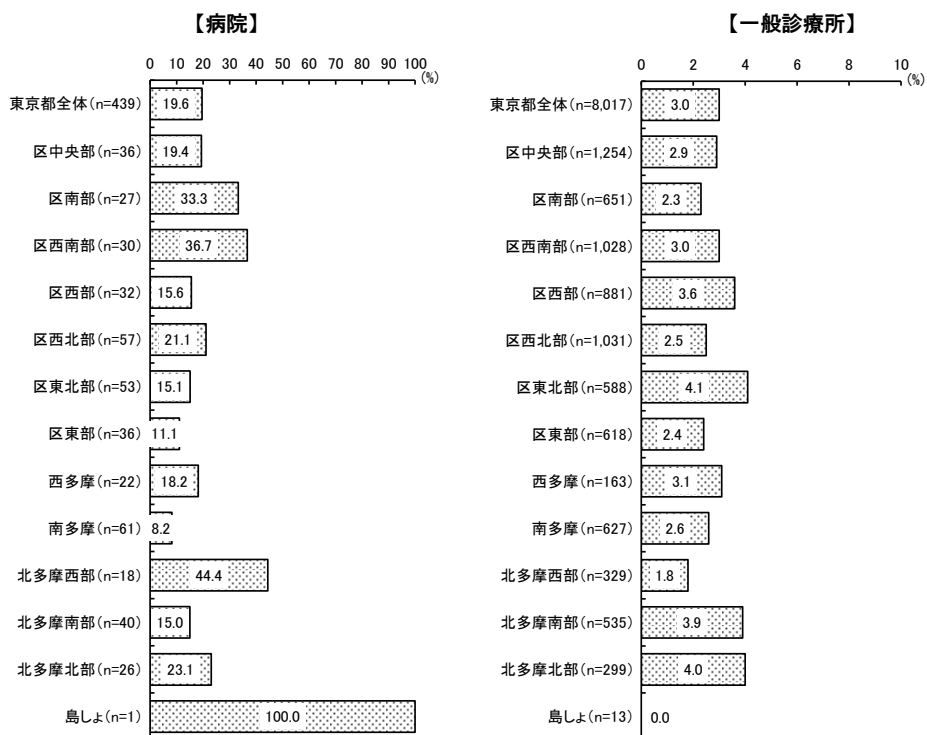 【病院】
0 10 20 30 40 50 60 70 80 90 100
(%)
東京都全体(n=439) 19.6
区中央部(n=36) 19.4
区南部(n=27) 33.3
区西南部(n=30) 36.7
区西部(n=32) 15.6
区西北部(n=57) 21.1
区東北部(n=53) 15.1
区東部(n=36) 11.1
西多摩(n=22) 18.2
南多摩(n=61) 8.2
北多摩西部(n=18) 44.4
北多摩南部(n=40) 15.0
北多摩北部(n=26) 23.1
島しょ(n=1) 100.0
【一般診療所】
0 2 4 6 8 10
(%)
東京都全体(n=8,017) 3.0
区中央部(n=1,254) 2.9
区南部(n=651) 2.3
区西南部(n=1,028) 3.0
区西部(n=881) 3.6
区西北部(n=1,031) 2.5
区東北部(n=588) 4.1
区東部(n=618) 2.4
西多摩(n=163) 3.1
南多摩(n=627) 2.6
北多摩西部(n=329) 1.8
北多摩南部(n=535) 3.9
北多摩北部(n=299) 4.0
島しょ(n=13) 0.0